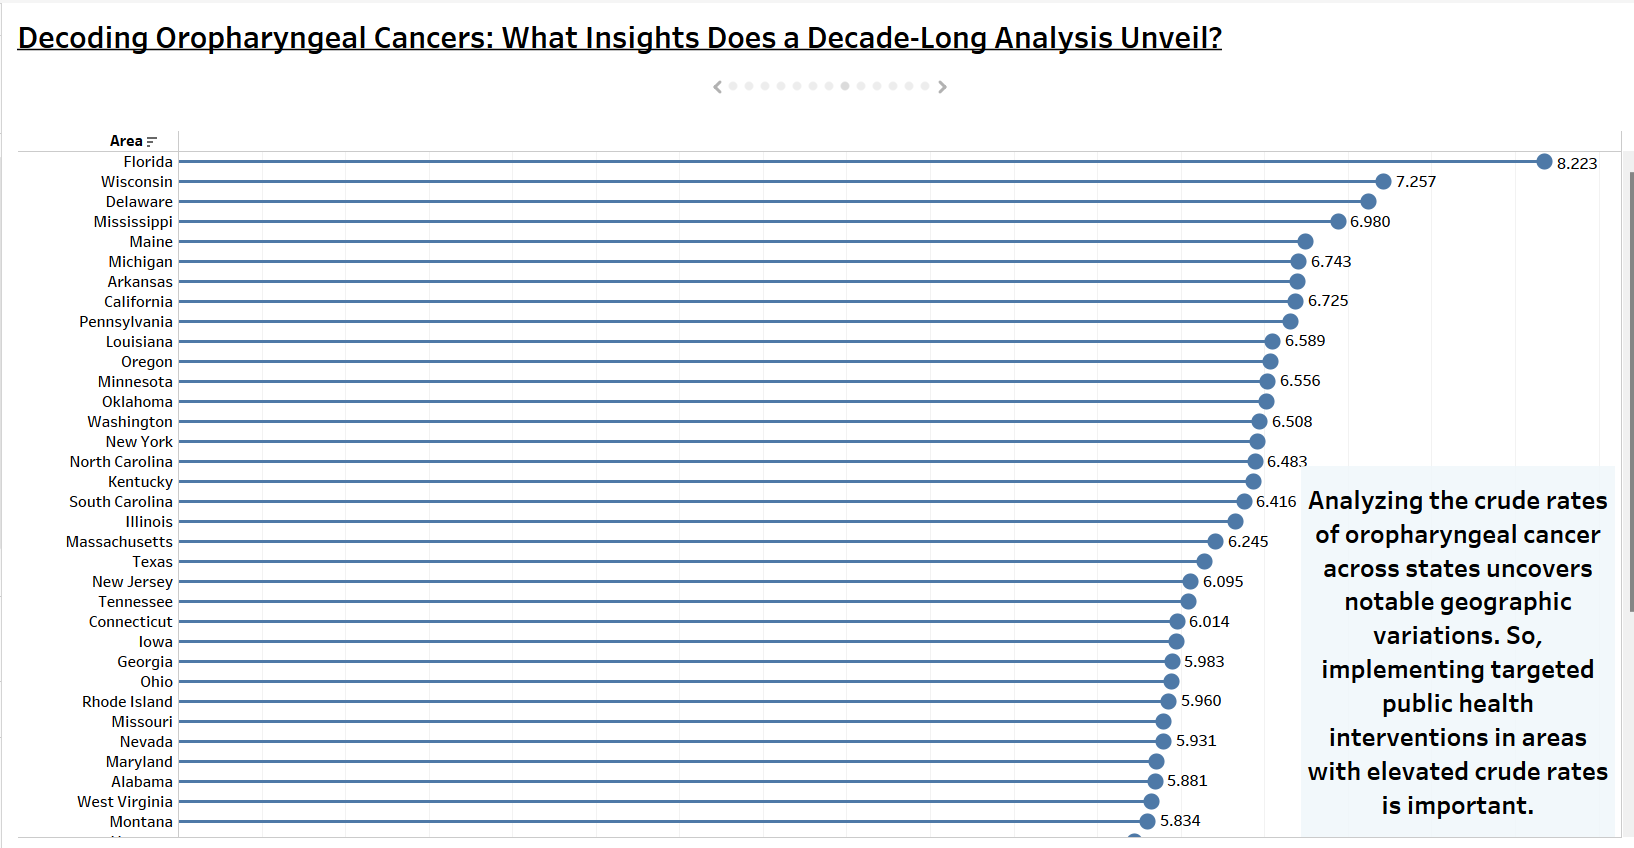 Decoding Oropharyngeal Cancers: What Insights Does a Decade-Long Analysis Unveil?
Area
Florida 8.223
Wisconsin 7.257
Delaware
Mississippi 6.980
Maine
Michigan 6.743
Arkansas
California 6.725
Pennsylvania
Louisiana 6.589
Oregon
Minnesota 6.556
Oklahoma
Washington 6.508
New York
North Carolina 6.483
Kentucky
South Carolina 6.416
Illinois
Massachusetts 6.245
Texas
New Jersey 6.095
Tennessee
Connecticut 6.014
Iowa
Georgia 5.983
Ohio
Rhode Island 5.960
Missouri
Nevada 5.931
Maryland
Alabama 5.881
West Virginia
Montana 5.834
Analyzing the crude rates
of oropharyngeal cancer
across states uncovers
notable geographic
variations. So,
implementing targeted
public health
interventions in areas
with elevated crude rates
is important.